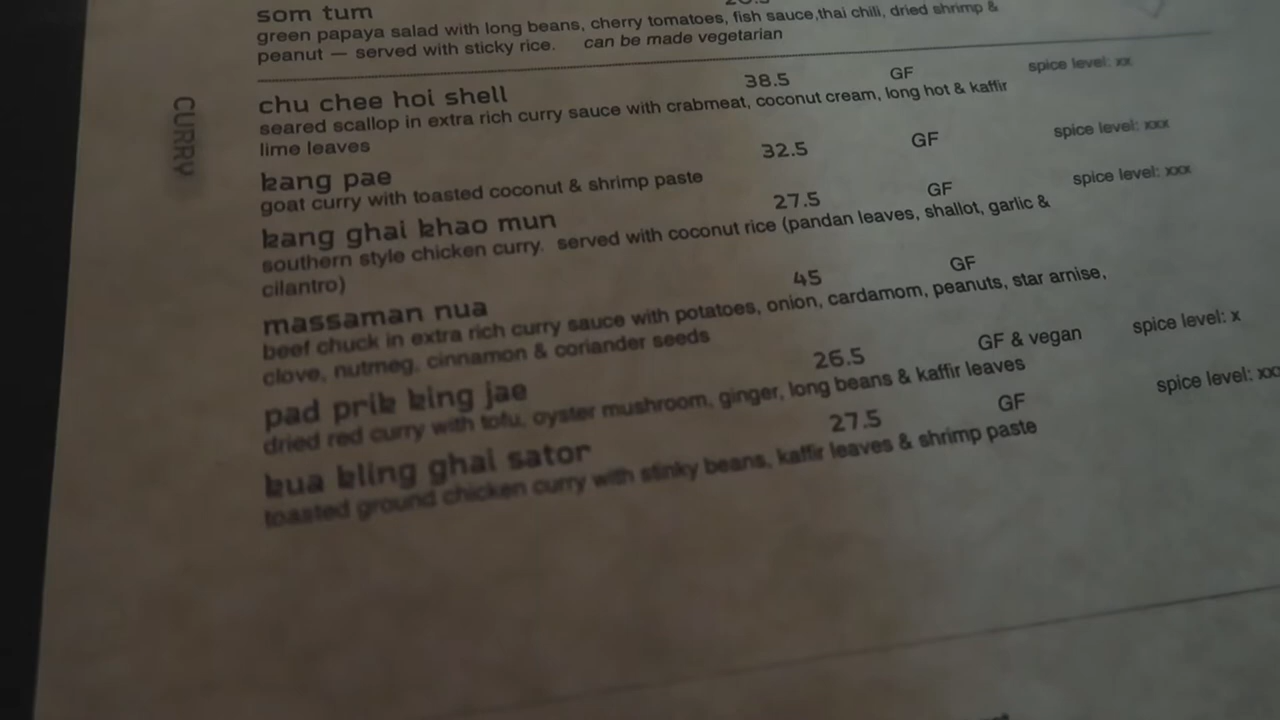 som tum
green papaya salad with long beans, cherry tomatoes, fish sauce,thai chili, dried shrimp &
peanut — served with sticky rice. can be made vegetarian
CURRY
chu chee hoi shell 38.5 GF spice level: xx
seared scallop in extra rich curry sauce with crabmeat, coconut cream, long hot & kaffir
lime leaves
kang pae 32.5 GF spice level: xxx
goat curry with toasted coconut & shrimp paste
kang ghai khao mun 27.5 GF spice level: xxx
southern style chicken curry. served with coconut rice (pandan leaves, shallot, garlic &
cilantro)
massaman nua 45 GF
beef chuck in extra rich curry sauce with potatoes, onion, cardamom, peanuts, star arnise,
clove, nutmeg, cinnamon & coriander seeds
pad prik king jae 26.5 GF & vegan spice level: x
dried red curry with tofu, oyster mushroom, ginger, long beans & kaffir leaves
kua kling ghai sator 27.5 GF spice level:
toasted ground chicken curry with stinky beans, kaffir leaves & shrimp paste